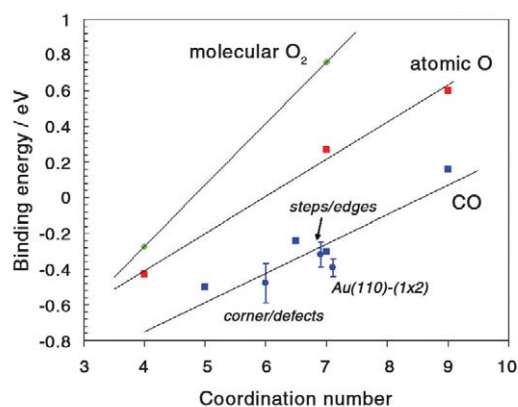 1
0.8
0.6
0.4
0.2
0
-0.2
-0.4
-0.6
-0.8
Binding energy / eV
molecular O₂
atomic O
CO
steps/edges
Au(110)-(1x2)
corner/defects
3 4 5 6 7 8 9 10
Coordination number